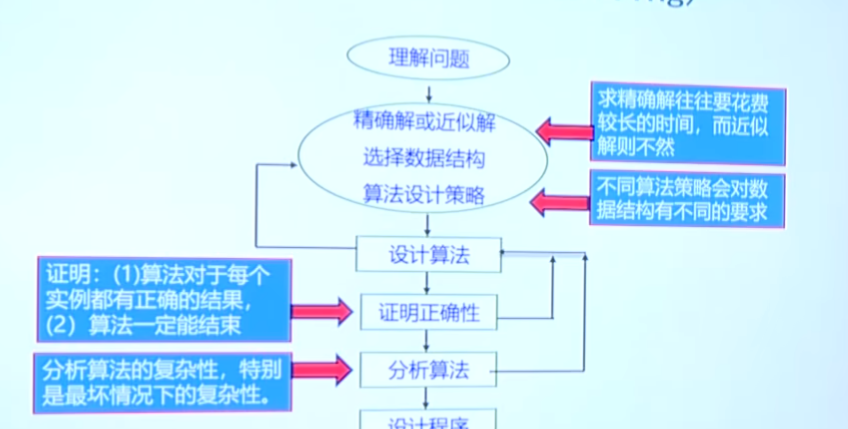 理解问题
精确解或近似解
选择数据结构
算法设计策略
求精确解往往要花费
较长的时间，而近似
解则不然
不同算法策略会对数
据结构有不同的要求
设计算法
证明：(1)算法对于每个
实例都有正确的结果，
(2) 算法一定能结束
证明正确性
分析算法的复杂性，特别
是最坏情况下的复杂性。
分析算法
设计程序